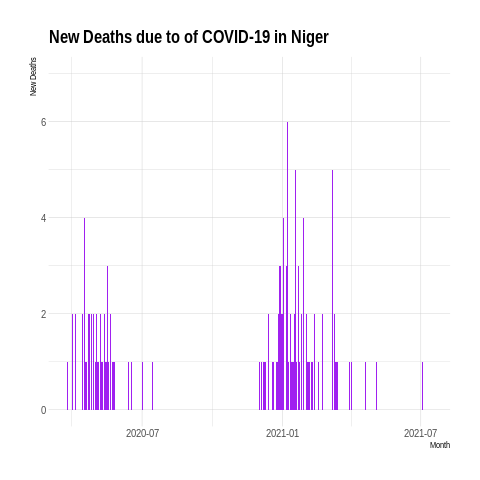 New Deaths due to of COVID-19 in Niger
New Deaths
6
4
2
0
2020-07
2021-01
2021-07
Month